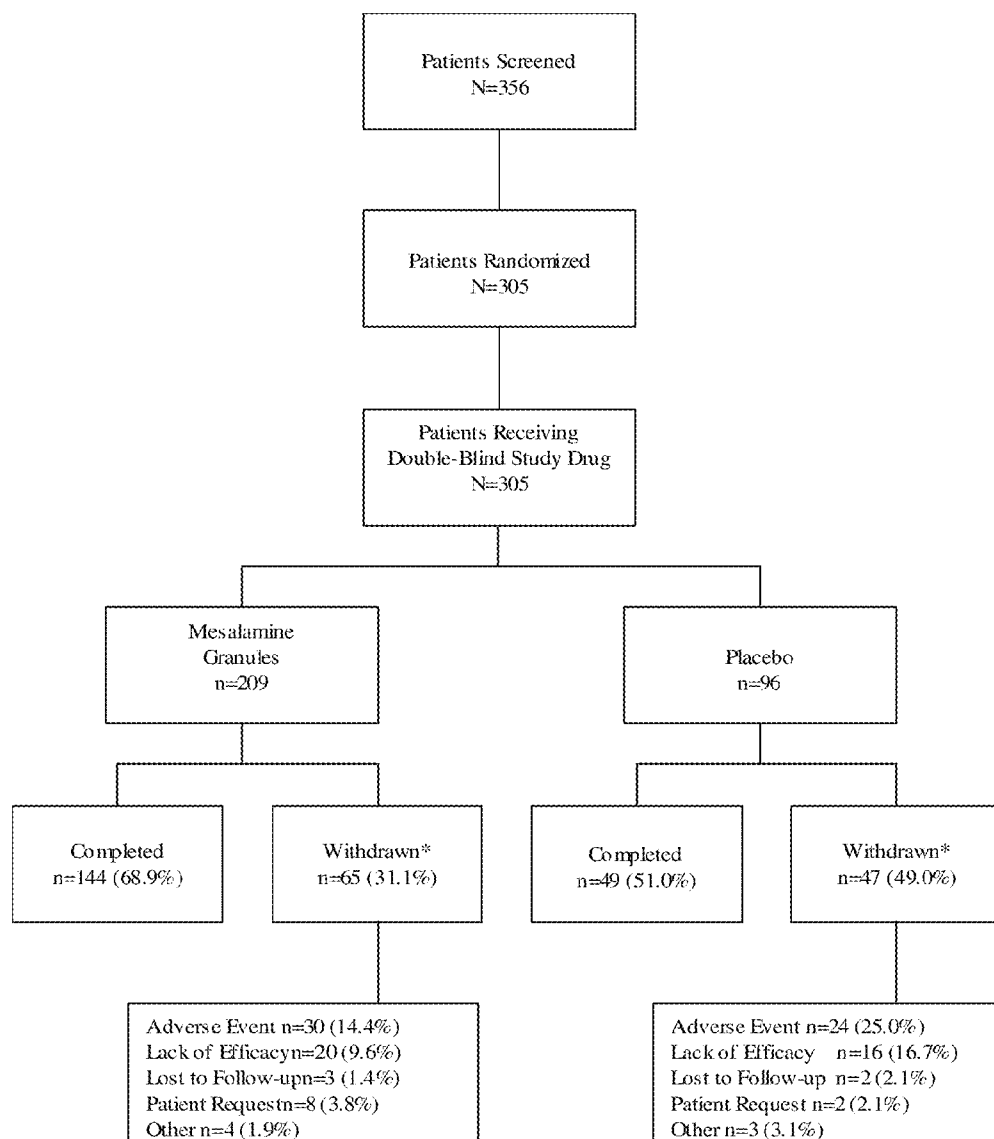 Patients Screened
N=356
Patients Randomized
N=305
Patients Receiving
Double-Blind Study Drug
N=305
Mesalamine
Granules
n=209
Placebo
n=96
Completed
n=144 (68.9%)
Withdrawn*
n=65 (31.1%)
Completed
n=49 (51.0%)
Withdrawn*
n=47 (49.0%)
Adverse Event n=30 (14.4%)
Lack of Efficacyn=20 (9.6%)
Lost to Follow-upn=3 (1.4%)
Patient Requestn=8 (3.8%)
Other n=4 (1.9%)
Adverse Event n=24 (25.0%)
Lack of Efficacy n=16 (16.7%)
Lost to Follow-up n=2 (2.1%)
Patient Request n=2 (2.1%)
Other n=3 (3.1%)